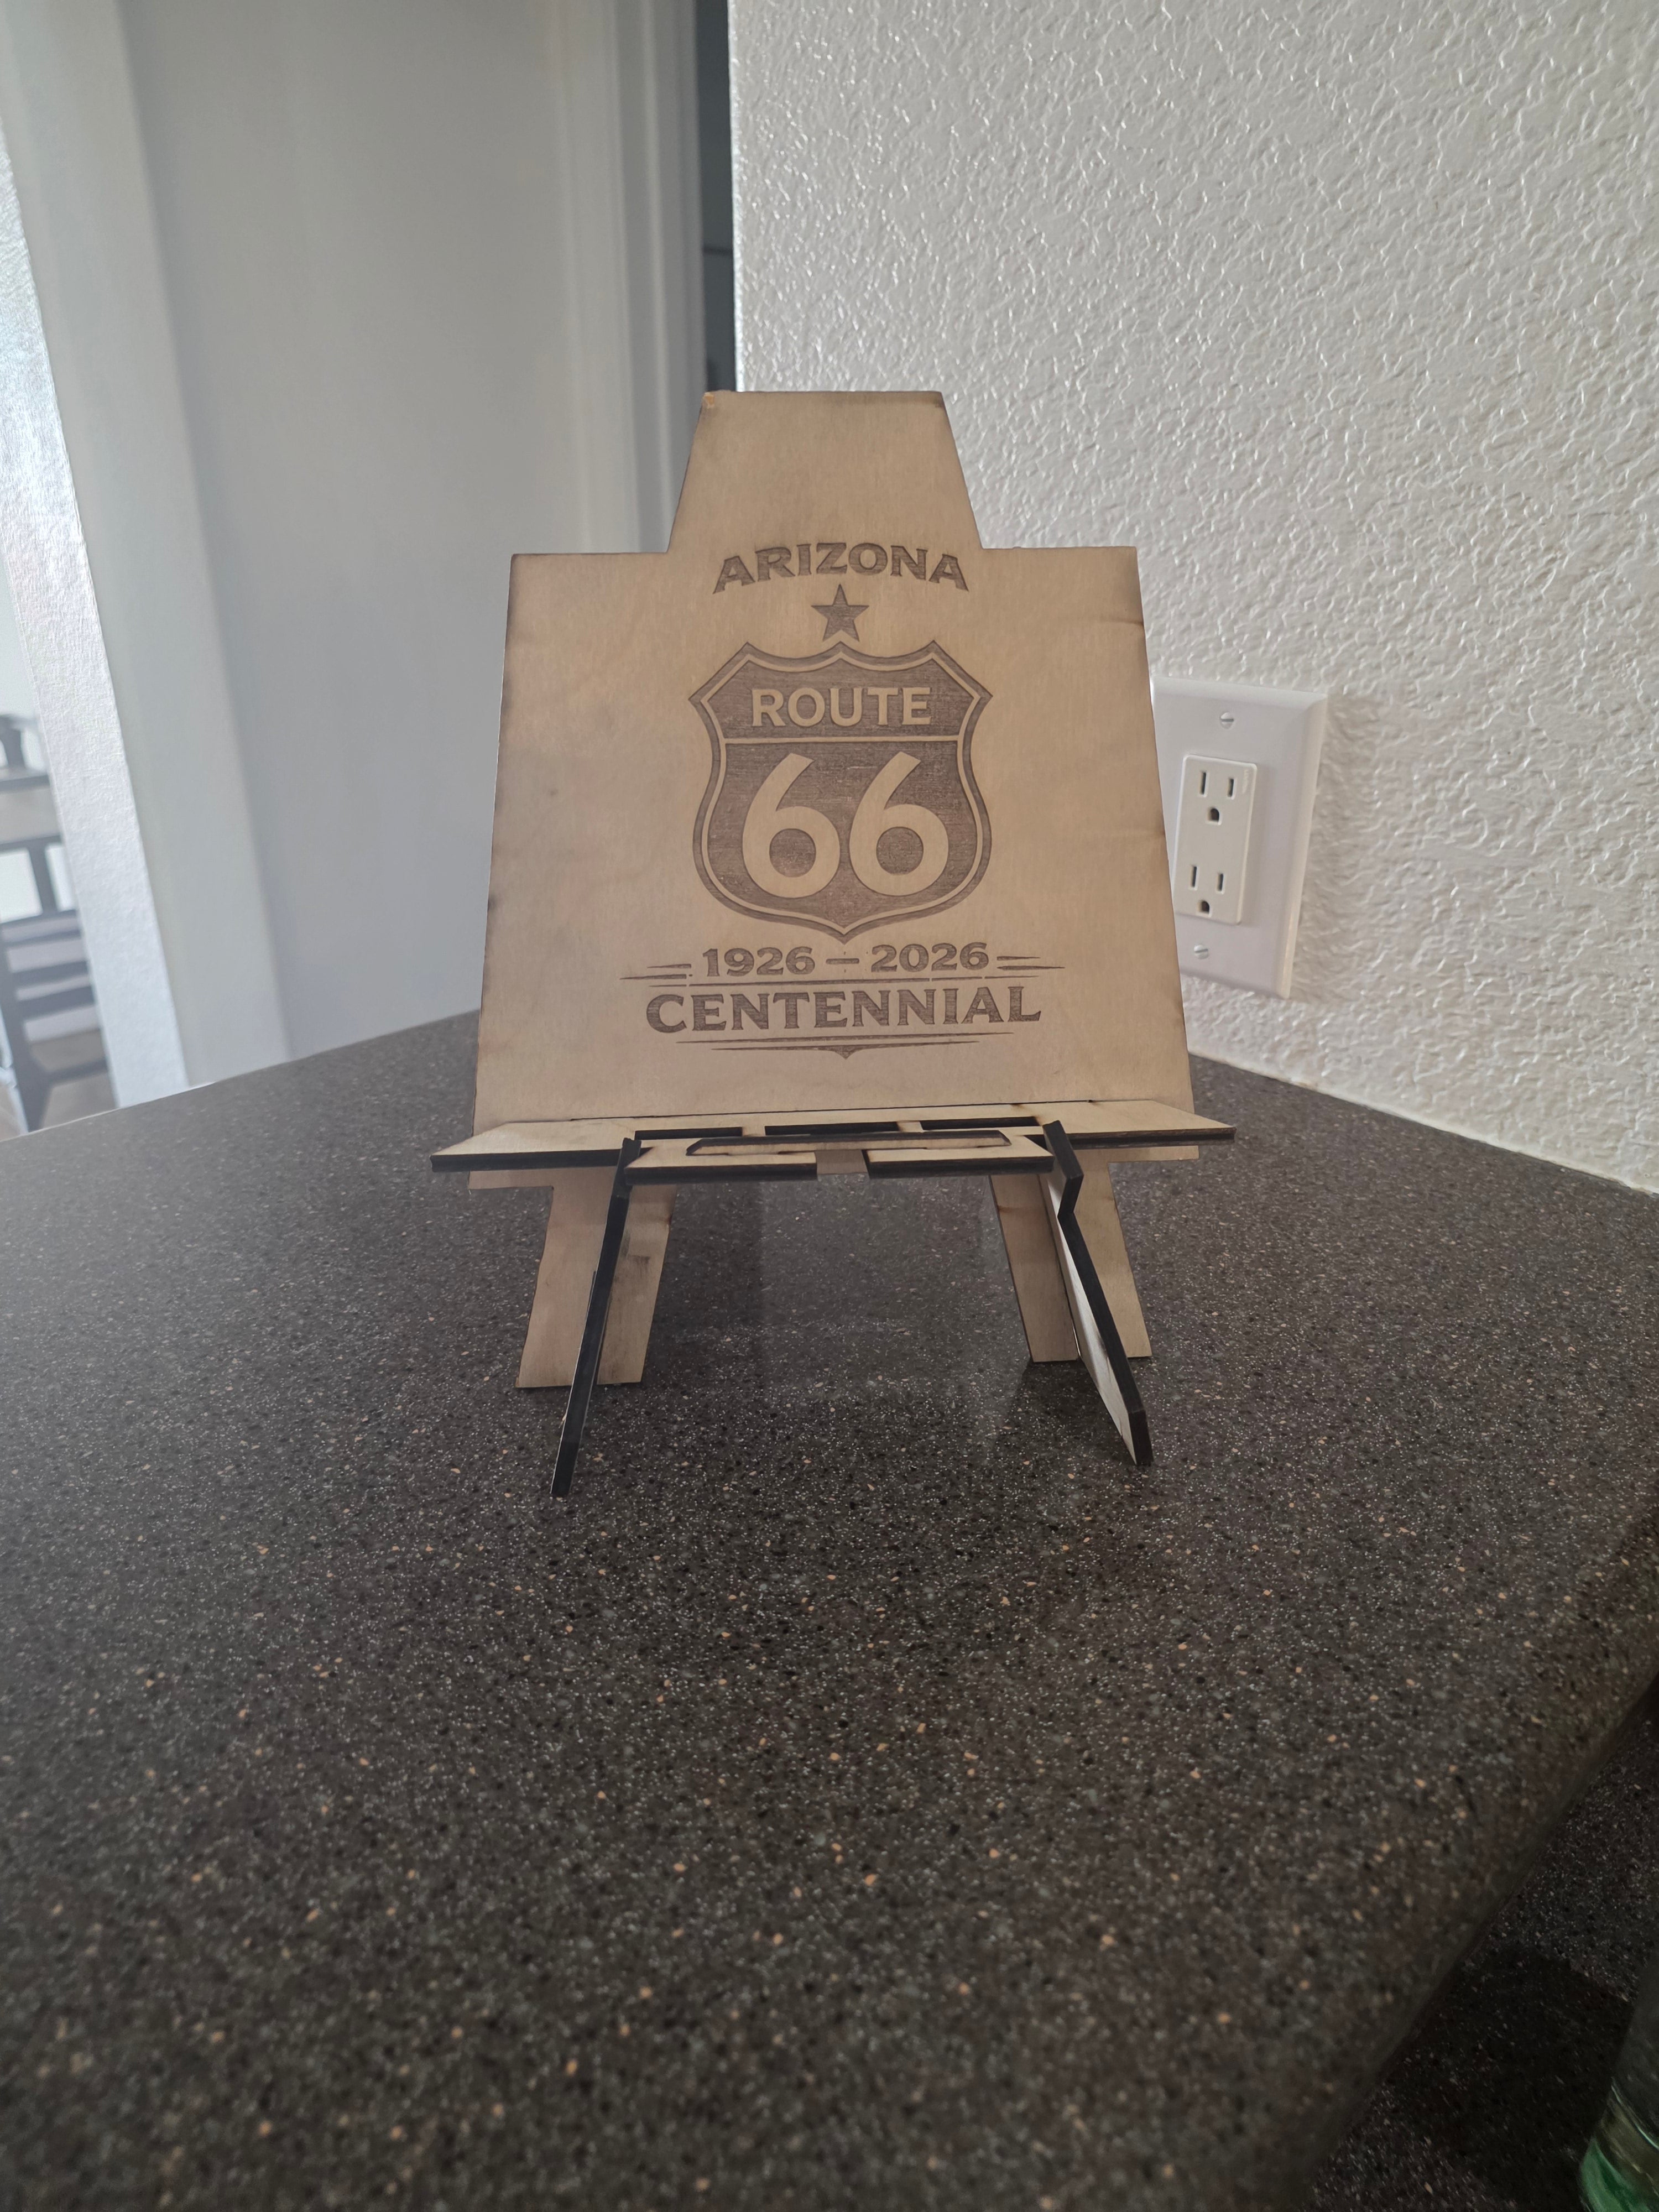 ARIZONA
ROUTE
66
1926 – 2026
CENTENNIAL